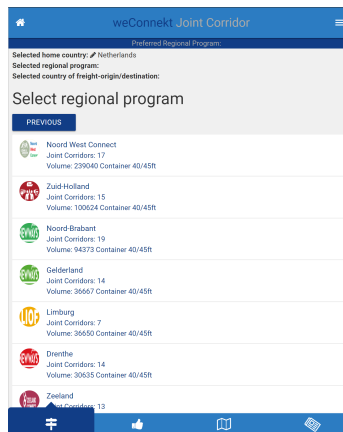 weConnekt Joint Corridor
Preferred Regional Program:
Selected home country: Netherlands
Selected regional program:
Selected country of freight-origin/destination:
Select regional program
PREVIOUS
Noord West Connect
Joint Corridors: 17
Volume: 239040 Container 40/45ft
Zuid-Holland
Joint Corridors: 15
Volume: 100624 Container 40/45ft
Noord-Brabant
Joint Corridors: 19
Volume: 94373 Container 40/45ft
Gelderland
Joint Corridors: 14
Volume: 36667 Container 40/45ft
LIOF
Limburg
Joint Corridors: 7
Volume: 36650 Container 40/45ft
Drenthe
Joint Corridors: 14
Volume: 30635 Container 40/45ft
Zeeland
Joint Corridors: 13